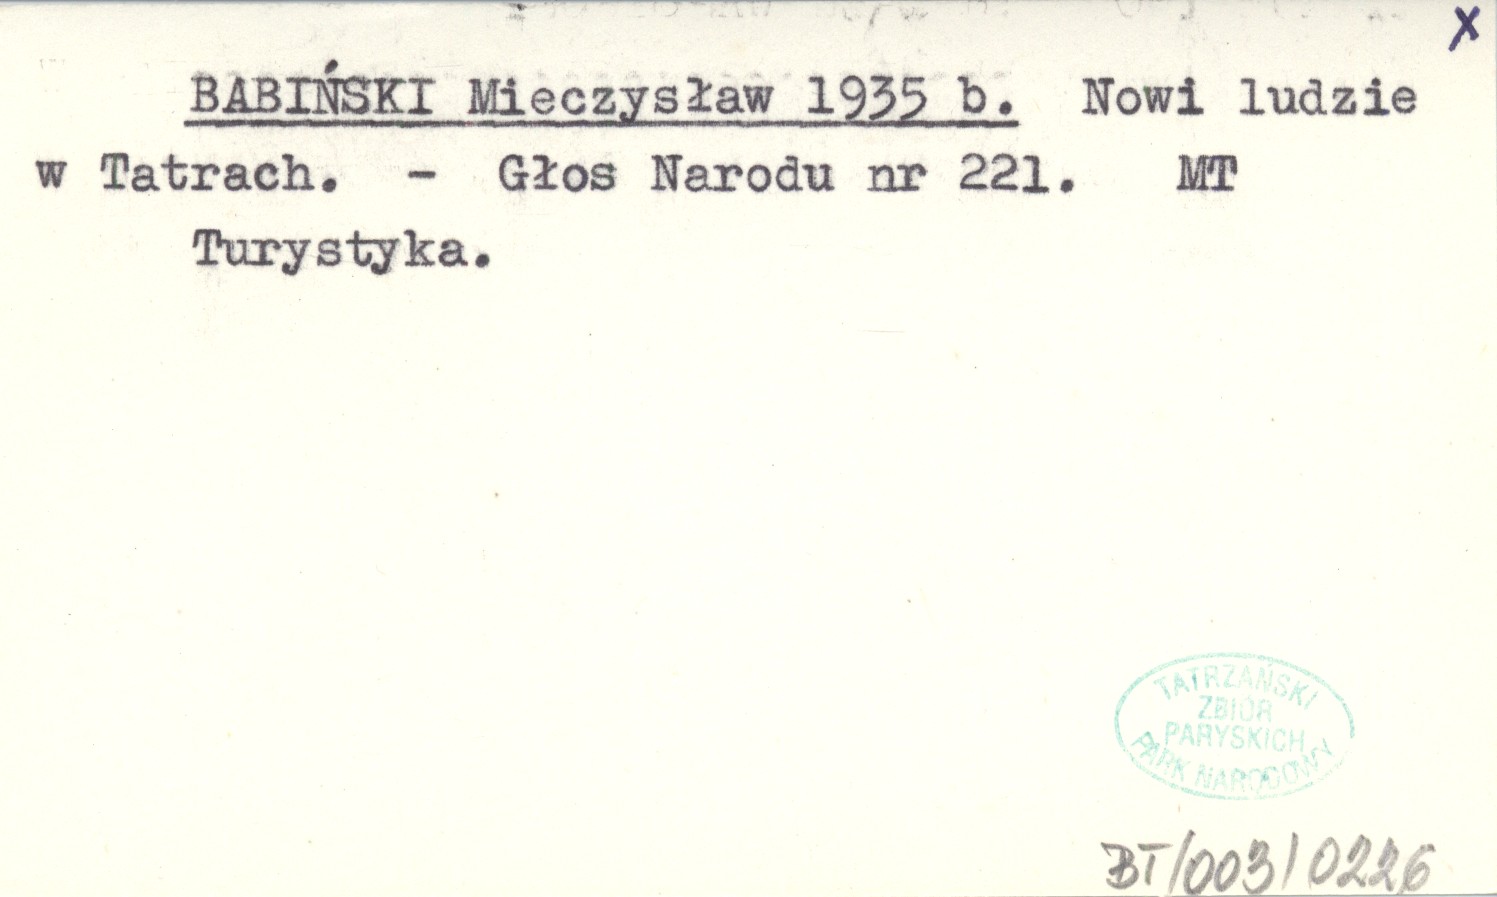 x
BABIŃSKI Mieczysław 1935 b. Nowi ludzie
w Tatrach. - Głos Narodu nr 221. MT
Turystyka.
TATRZAŃSKI
ZBIÓR
PARYSKICH
PARK NARODOWY
BT/003/0226